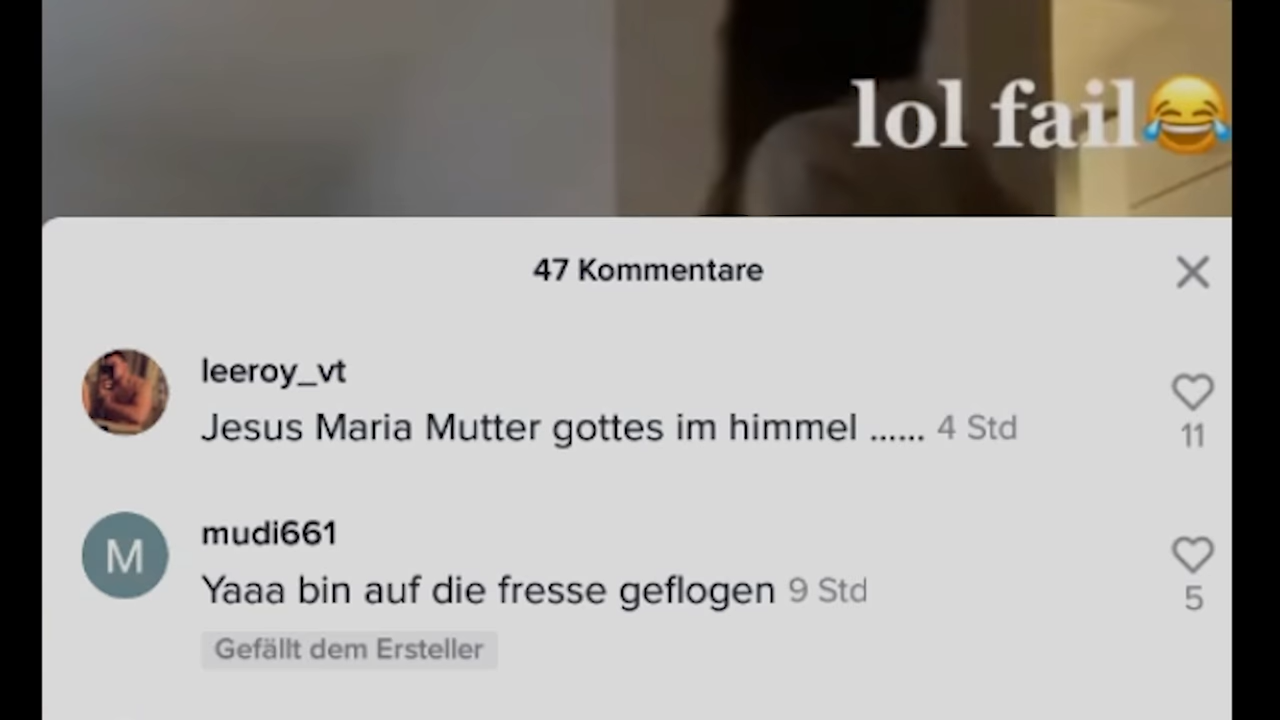 lol fail😂
47 Kommentare
leeroy_vt
Jesus Maria Mutter gottes im himmel ...... 4 Std
11
M
mudi661
Yaaa bin auf die fresse geflogen 9 Std
5
Gefällt dem Ersteller